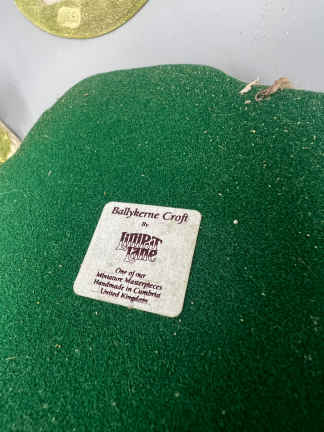 Ballykerne Croft
By
Lilliput
Lane
One of our
Miniature Masterpieces
Handmade in Cumbria
United Kingdom